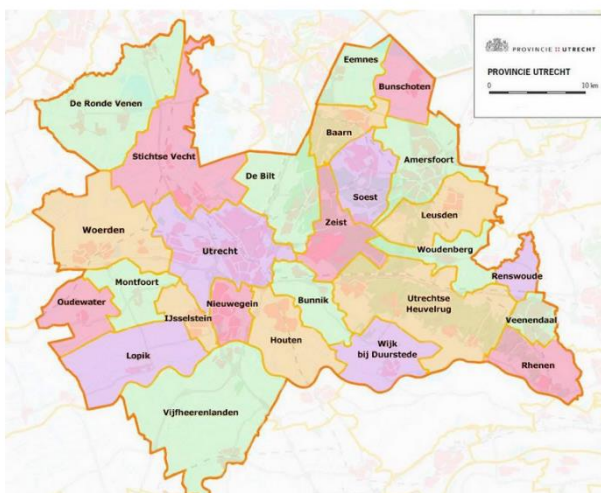 PROVINCIE UTRECHT
PROVINCIE UTRECHT
0 10 km
Eemnes
Bunschoten
De Ronde Venen
Baarn
Stichtse Vecht
De Bilt
Amersfoort
Soest
Leusden
Zeist
Woerden
Utrecht
Woudenberg
Renswoude
Montfoort
Oudewater
Nieuwegein
Bunnik
Utrechtse
Heuvelrug
IJsselstein
Veenendaal
Houten
Wijk
bij Duurstede
Lopik
Rhenen
Vijfheerenlanden